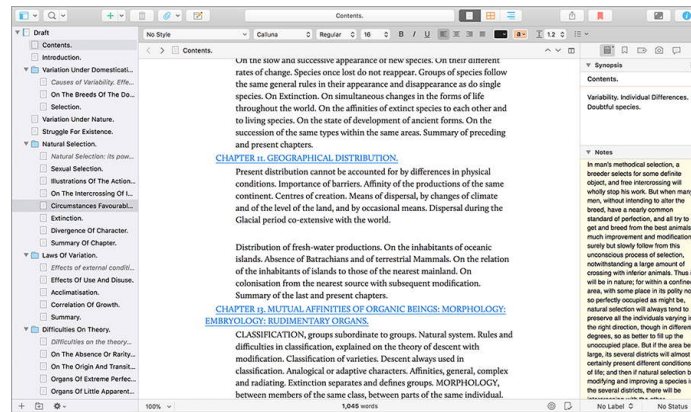 Contents.
No Style
Calluna
Regular
16
B I U
a
1.2
Draft
Contents.
Introduction.
Variation Under Domesticati...
Causes of Variability. Effe...
On The Breeds Of The Do...
Selection.
Variation Under Nature.
Struggle For Existence.
Natural Selection.
Natural Selection: its pow...
Sexual Selection.
Illustrations Of The Action...
On The Intercrossing Of I...
Circumstances Favourabl...
Extinction.
Divergence Of Character.
Summary Of Chapter.
Laws Of Variation.
Effects of external conditi...
Effects Of Use And Disuse.
Acclimatisation.
Correlation Of Growth.
Summary.
Difficulties On Theory.
Difficulties on the theory...
On The Absence Or Rarity...
On The Origin And Transit...
Organs Of Extreme Perfec...
Organs Of Little Apparent...
Contents.
On the slow and successive appearance of new species. On their different
rates of change. Species once lost do not reappear. Groups of species follow
the same general rules in their appearance and disappearance as do single
species. On Extinction. On simultaneous changes in the forms of life
throughout the world. On the affinities of extinct species to each other and
to living species. On the state of development of ancient forms. On the
succession of the same types within the same areas. Summary of preceding
and present chapters.
CHAPTER 11. GEOGRAPHICAL DISTRIBUTION.
Present distribution cannot be accounted for by differences in physical
conditions. Importance of barriers. Affinity of the productions of the same
continent. Centres of creation. Means of dispersal, by changes of climate
and of the level of the land, and by occasional means. Dispersal during the
Glacial period co-extensive with the world.
Distribution of fresh-water productions. On the inhabitants of oceanic
islands. Absence of Batrachians and of terrestrial Mammals. On the relation
of the inhabitants of islands to those of the nearest mainland. On
colonisation from the nearest source with subsequent modification.
Summary of the last and present chapters.
CHAPTER 13. MUTUAL AFFINITIES OF ORGANIC BEINGS: MORPHOLOGY:
EMBRYOLOGY: RUDIMENTARY ORGANS.
CLASSIFICATION, groups subordinate to groups. Natural system. Rules and
difficulties in classification, explained on the theory of descent with
modification. Classification of varieties. Descent always used in
classification. Analogical or adaptive characters. Affinities, general, complex
and radiating. Extinction separates and defines groups. MORPHOLOGY,
between members of the same class, between parts of the same individual.
100%
1,045 words
Synopsis
Contents.
Variability. Individual Differences.
Doubtful species.
Notes
In man's methodical selection, a
breeder selects for some definite
object, and free intercrossing will
wholly stop his work. But when many
men, without intending to alter the
breed, have a nearly common
standard of perfection, and all try to
get and breed from the best animals
much improvement and modification
surely but slowly follow from this
unconscious process of selection,
notwithstanding a large amount of
crossing with inferior animals. Thus
will be in nature; for within a confined
area, with some place in its polity no
so perfectly occupied as might be,
natural selection will always tend to
preserve all the individuals varying in
the right direction, though in different
degrees, so as better to fill up the
unoccupied place. But if the area be
large, its several districts will almost
certainly present different conditions
of life; and then if natural selection be
modifying and improving a species in
the several districts, there will be
No Label
No Status